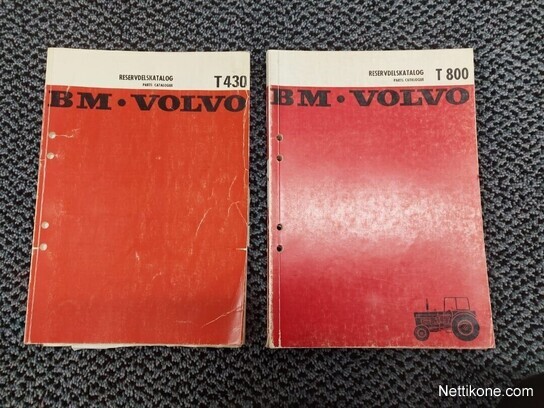 RESERVDELSKATALOG T430
PARTS CATALOGUE
BM·VOLVO
RESERVDELSKATALOG T 800
PARTS CATALOGUE
BM·VOLVO
Nettikone.com